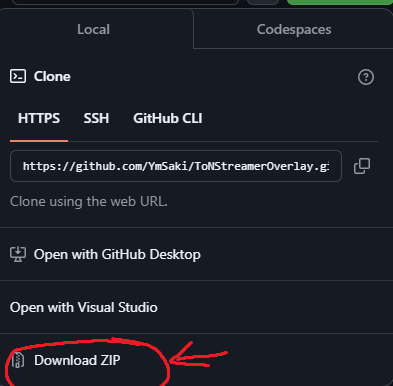 Local
Codespaces
Clone
HTTPS
SSH
GitHub CLI
https://github.com/YmSaki/ToNStreamerOverlay.gi
Clone using the web URL.
Open with GitHub Desktop
Open with Visual Studio
Download ZIP